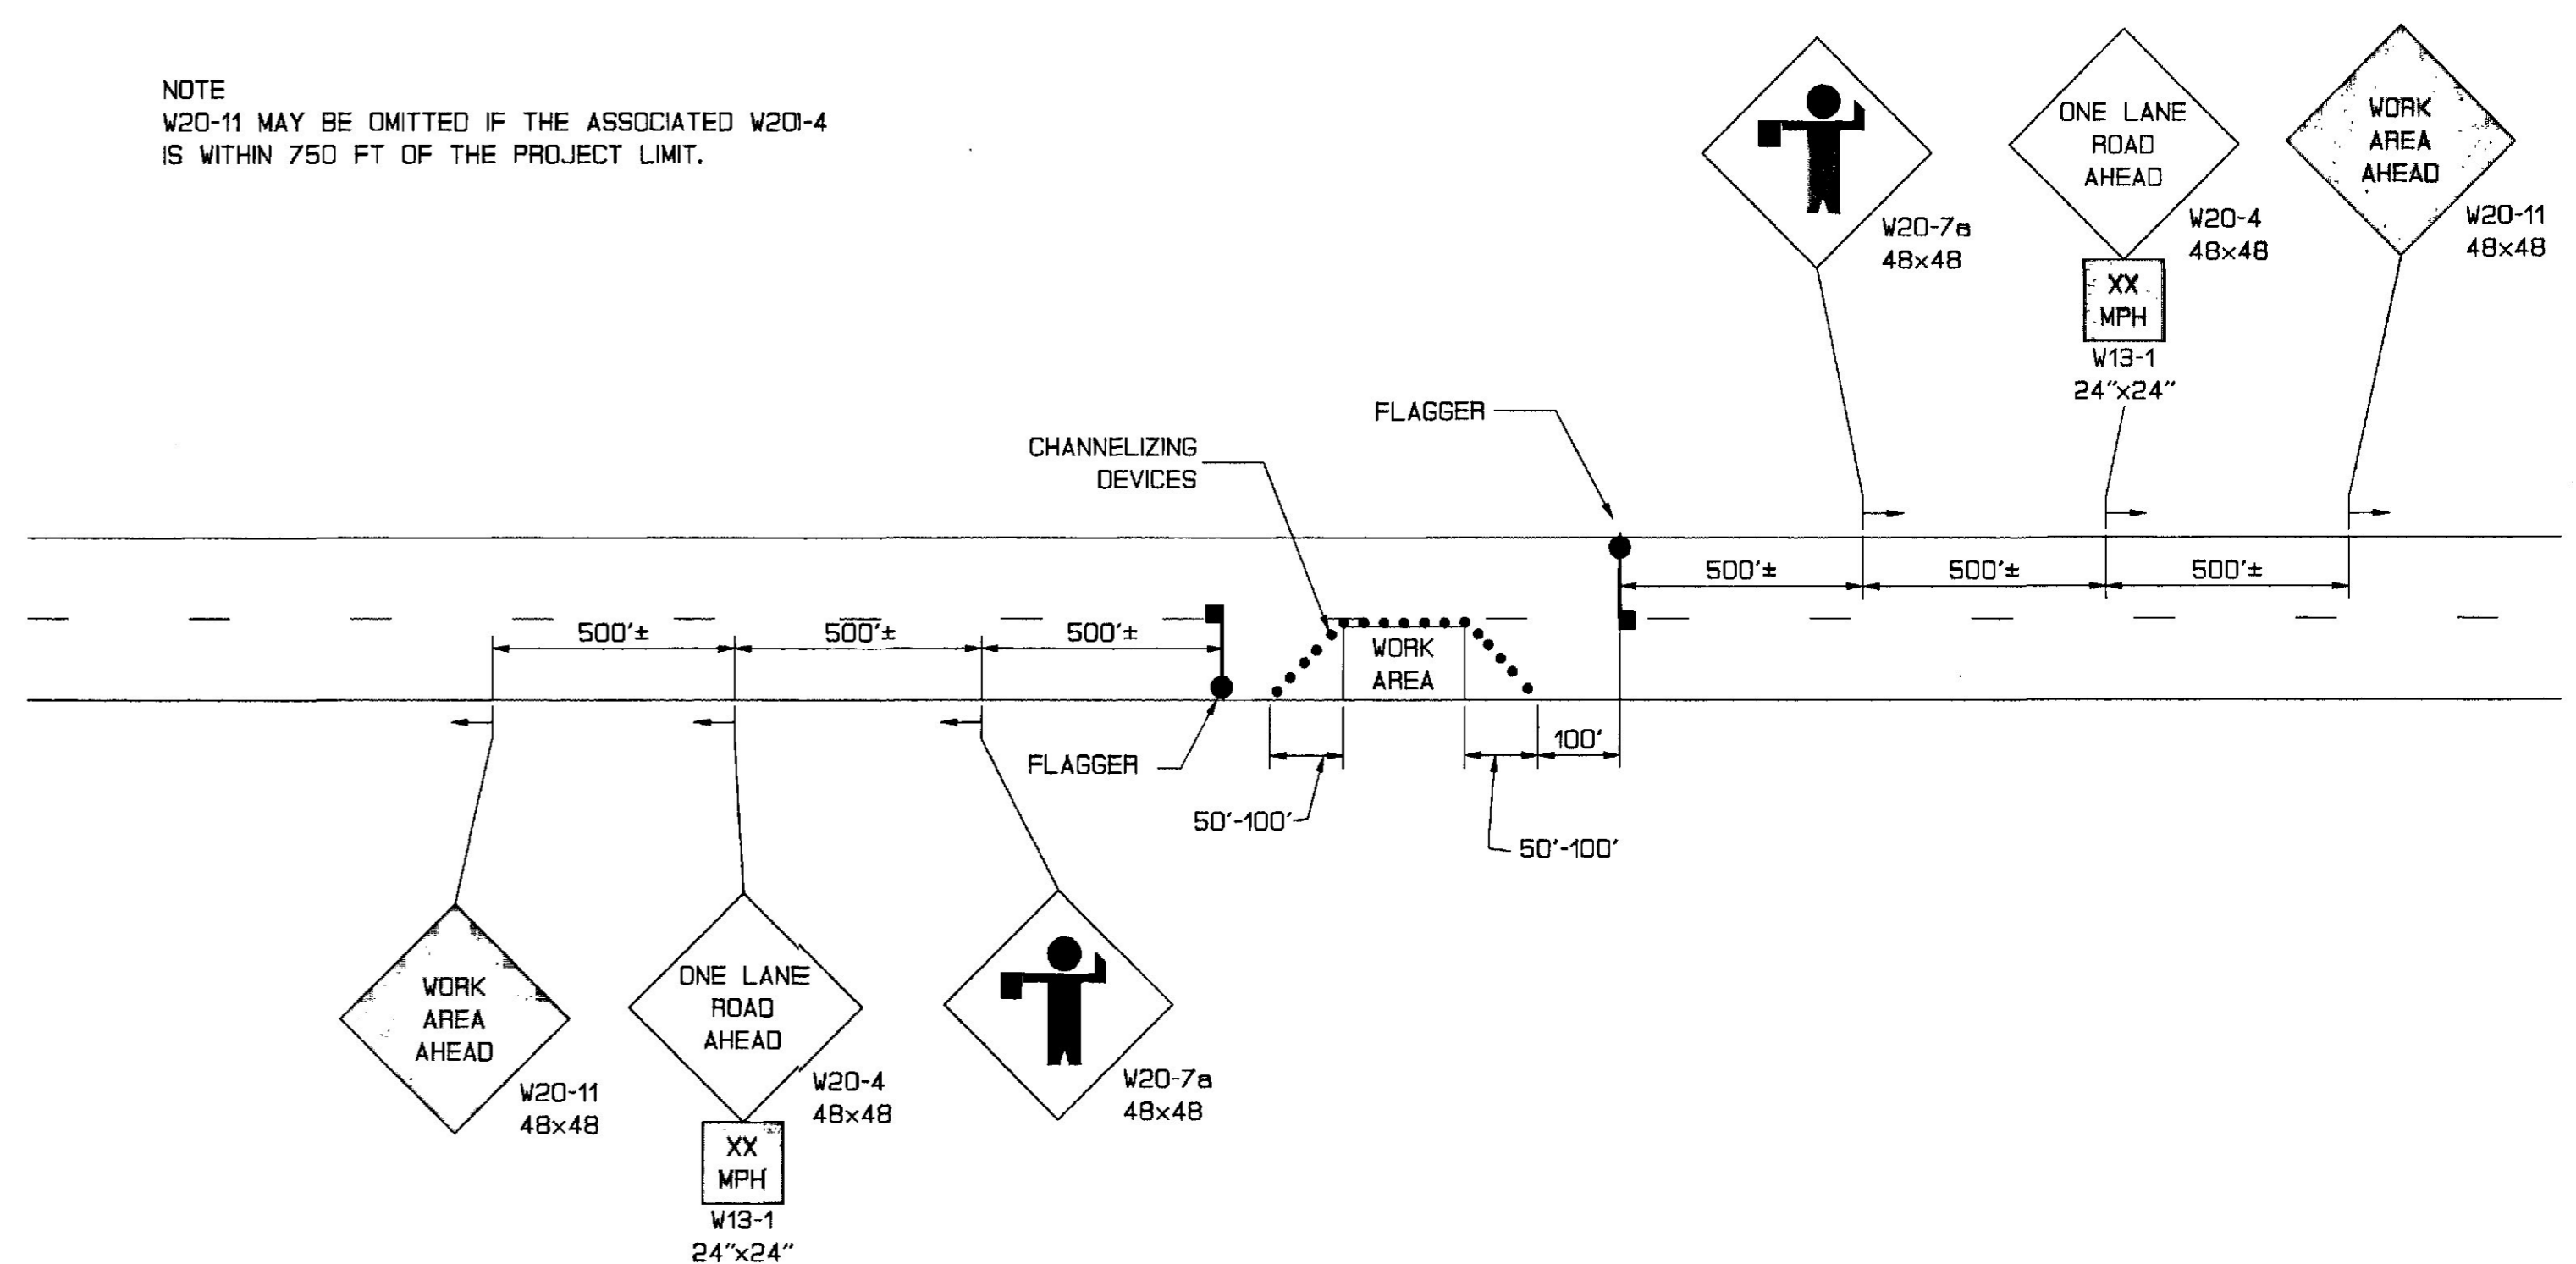 NOTE
W20-11 MAY BE OMITTED IF THE ASSOCIATED W20-4
IS WITHIN 750 FT OF THE PROJECT LIMIT.
W20-7a
48x48
ONE LANE
ROAD
AHEAD
W20-4
48x48
XX
MPH
W13-1
24"x24"
WORK
AREA
AHEAD
W20-11
48x48
FLAGGER
CHANNELIZING
DEVICES
500'±
500'±
500'±
500'±
500'±
500'±
WORK
AREA
FLAGGER
100'
50'-100'
50'-100'
WORK
AREA
AHEAD
W20-11
48x48
ONE LANE
ROAD
AHEAD
W20-4
48x48
XX
MPH
W13-1
24"x24"
W20-7a
48x48